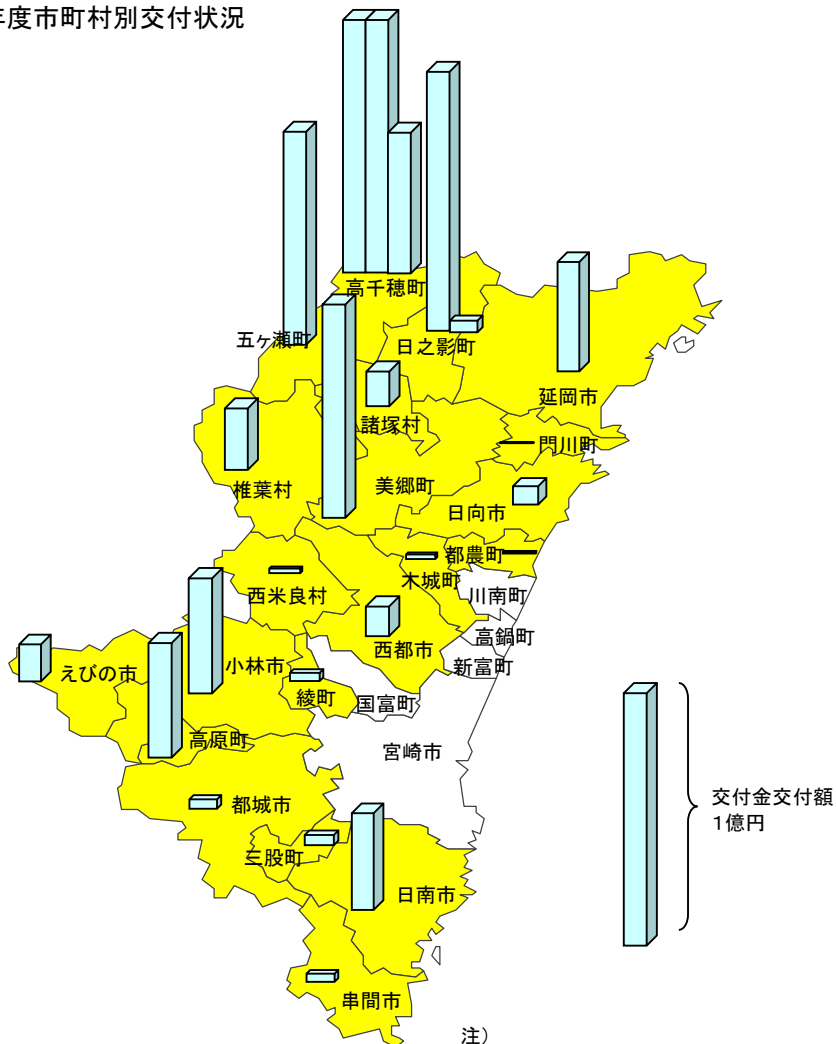 年度市町村別交付状況
高千穂町
五ヶ瀬町
日之影町
延岡市
諸塚村
門川町
椎葉村
美郷町
日向市
都農町
木城町
西米良村
川南町
高鍋町
西都市
新富町
えびの市
小林市
綾町
国富町
高原町
宮崎市
都城市
交付金交付額
1億円
三股町
日南市
串間市
注）